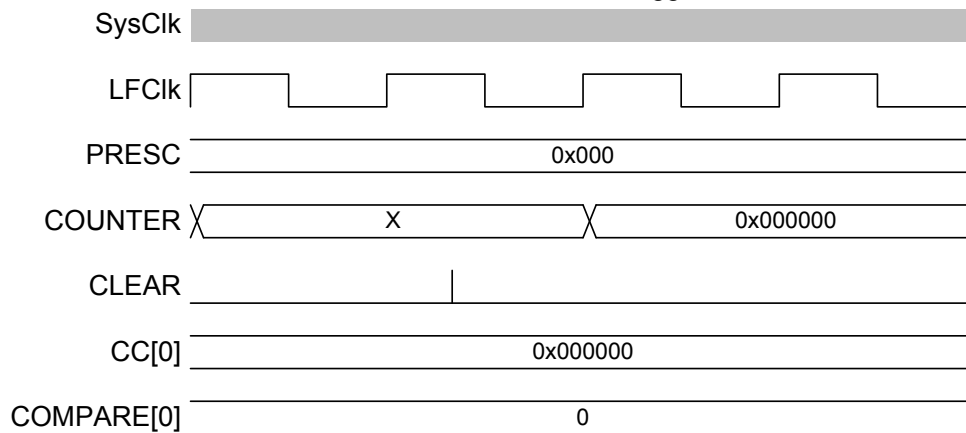 SysClk
LFClk
PRESC 0x000
COUNTER X 0x000000
CLEAR
CC[0] 0x000000
COMPARE[0] 0